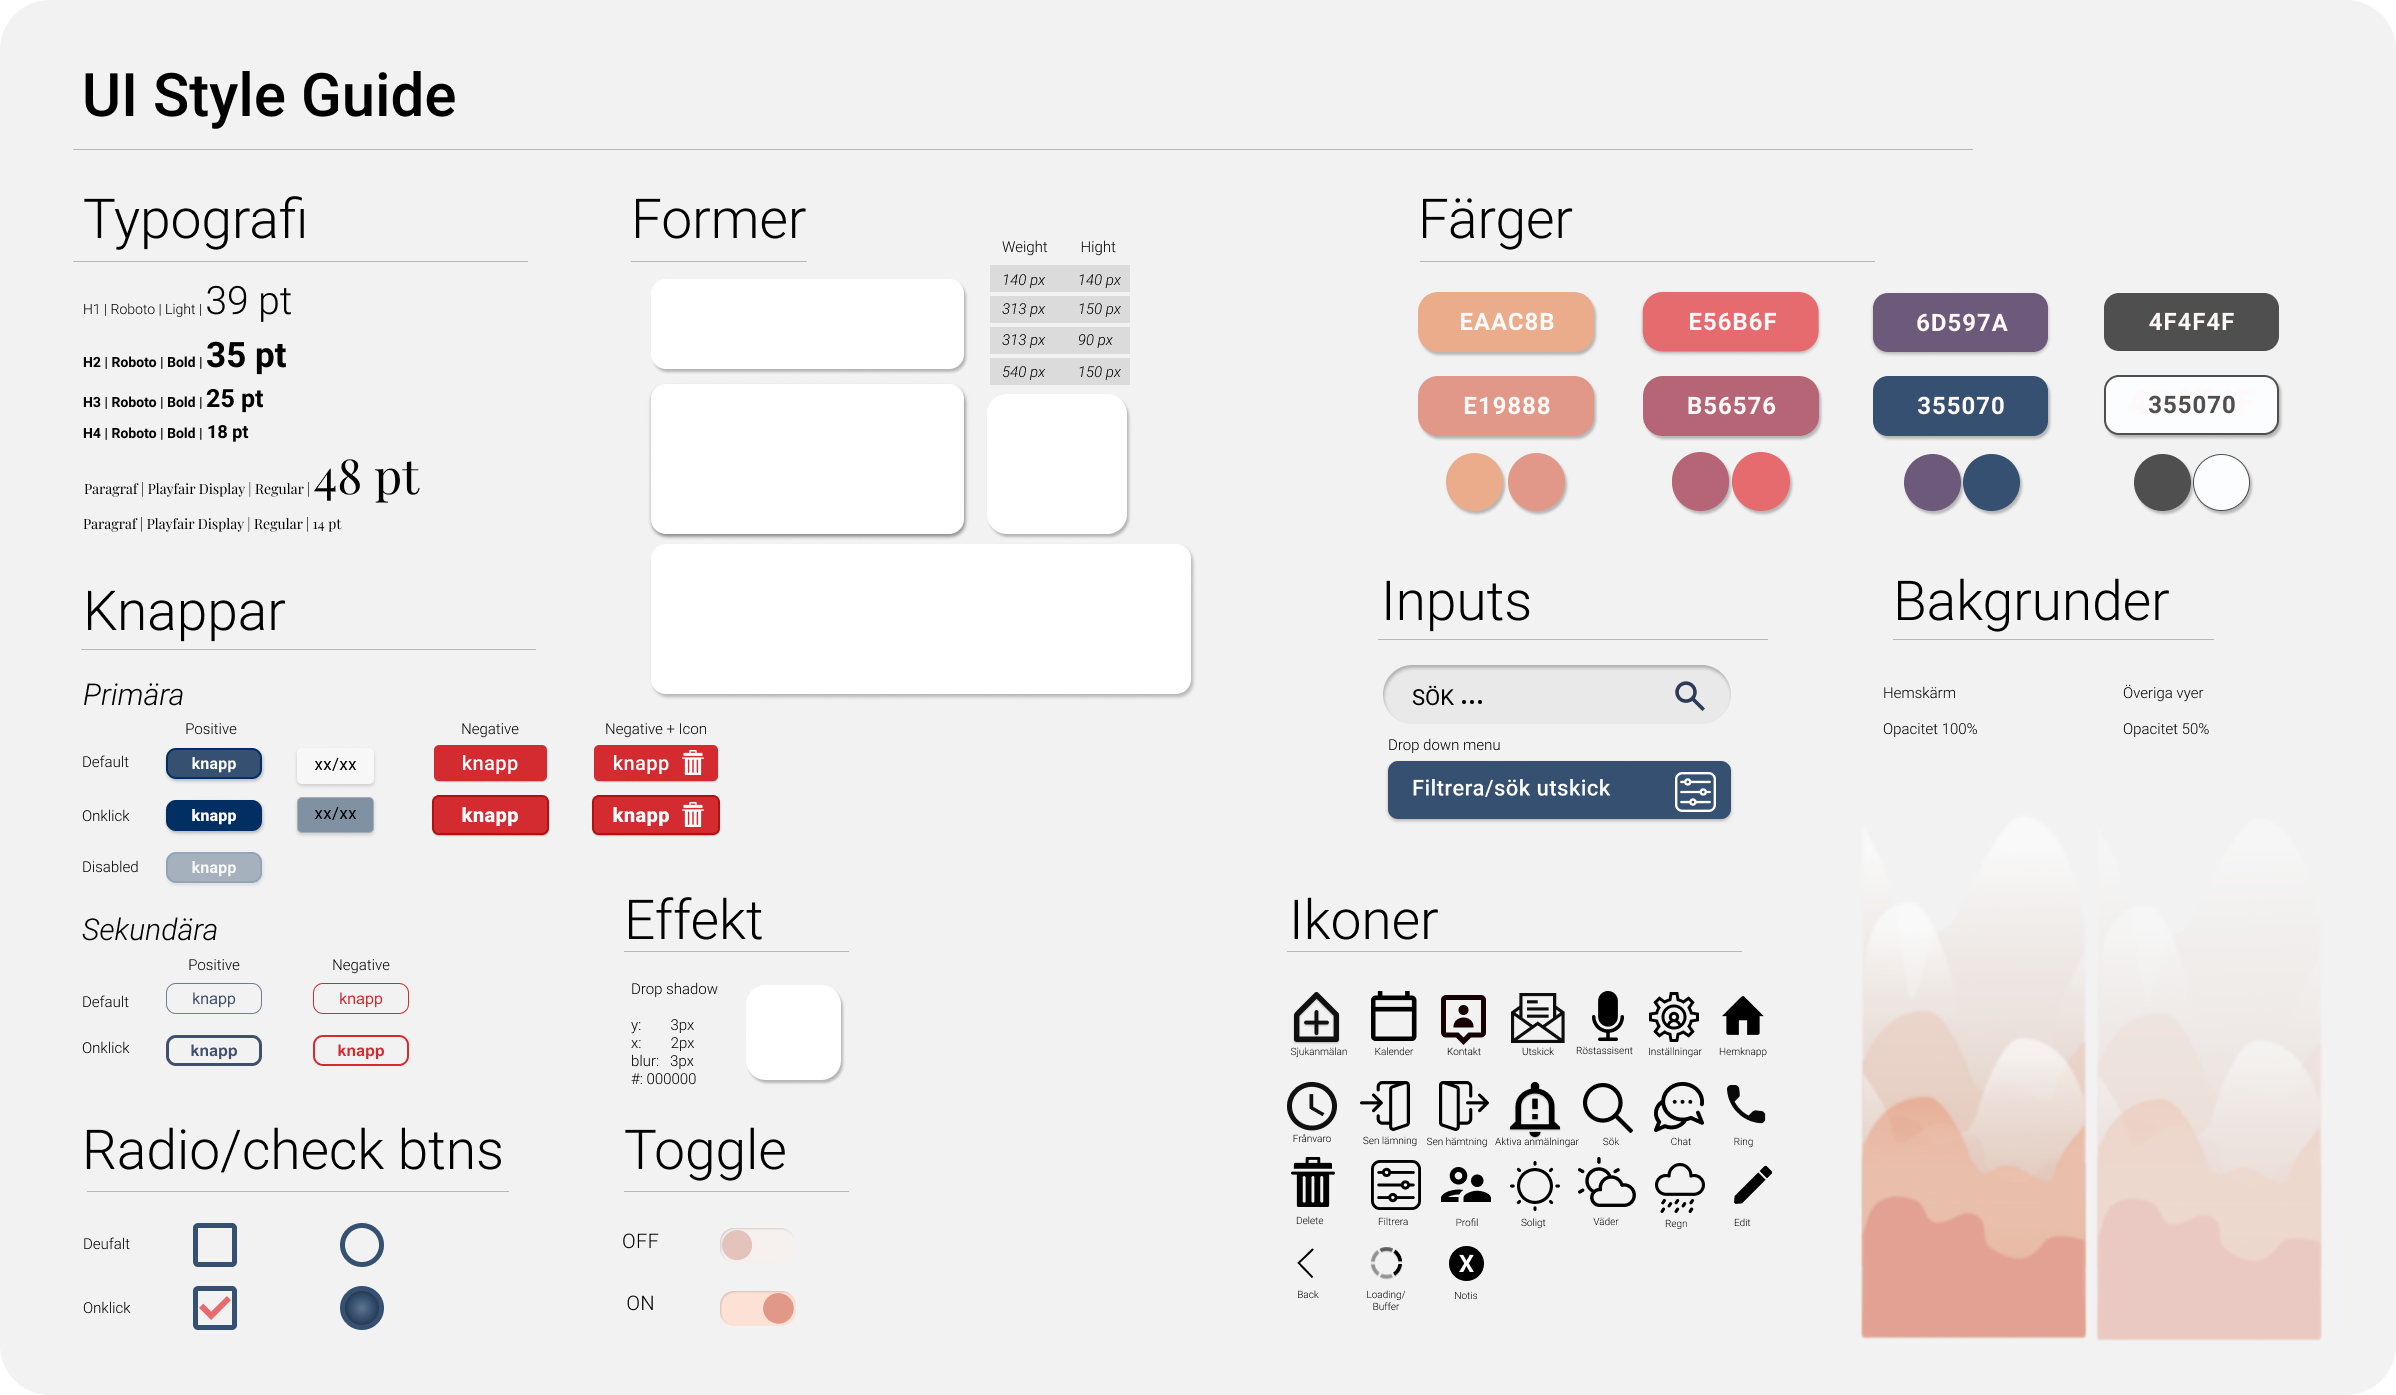 UI Style Guide
Typografi
H1 | Roboto | Light | 39 pt
H2 | Roboto | Bold | 35 pt
H3 | Roboto | Bold | 25 pt
H4 | Roboto | Bold | 18 pt
Paragraf | Playfair Display | Regular | 48 pt
Paragraf | Playfair Display | Regular | 14 pt
Former
Weight Hight
140 px 140 px
313 px 150 px
313 px 90 px
540 px 150 px
Färger
EAAC8B E56B6F 6D597A 4F4F4F
E19888 B56576 355070 355070
Knappar
Primära
Positive Negative Negative + Icon
Default knapp xx/xx knapp knapp
Onklick knapp xx/xx knapp knapp
Disabled knapp
Sekundära
Positive Negative
Default knapp knapp
Onklick knapp knapp
Inputs
SÖK ...
Drop down menu
Filtrera/sök utskick
Bakgrunder
Hemskärm Överiga vyer
Opacitet 100% Opacitet 50%
Effekt
Drop shadow
y: 3px
x: 2px
blur: 3px
#: 000000
Ikoner
Sjukanmälan Kalender Kontakt Utskick Röstassisent Inställningar Hemknapp
Frånvaro Sen lämning Sen hämtning Aktiva anmälningar Sök Chat Ring
Delete Filtrera Profil Soligt Väder Regn Edit
X
Back Loading/ Notis
Buffer
Radio/check btns
Deufalt
Onklick
Toggle
OFF
ON